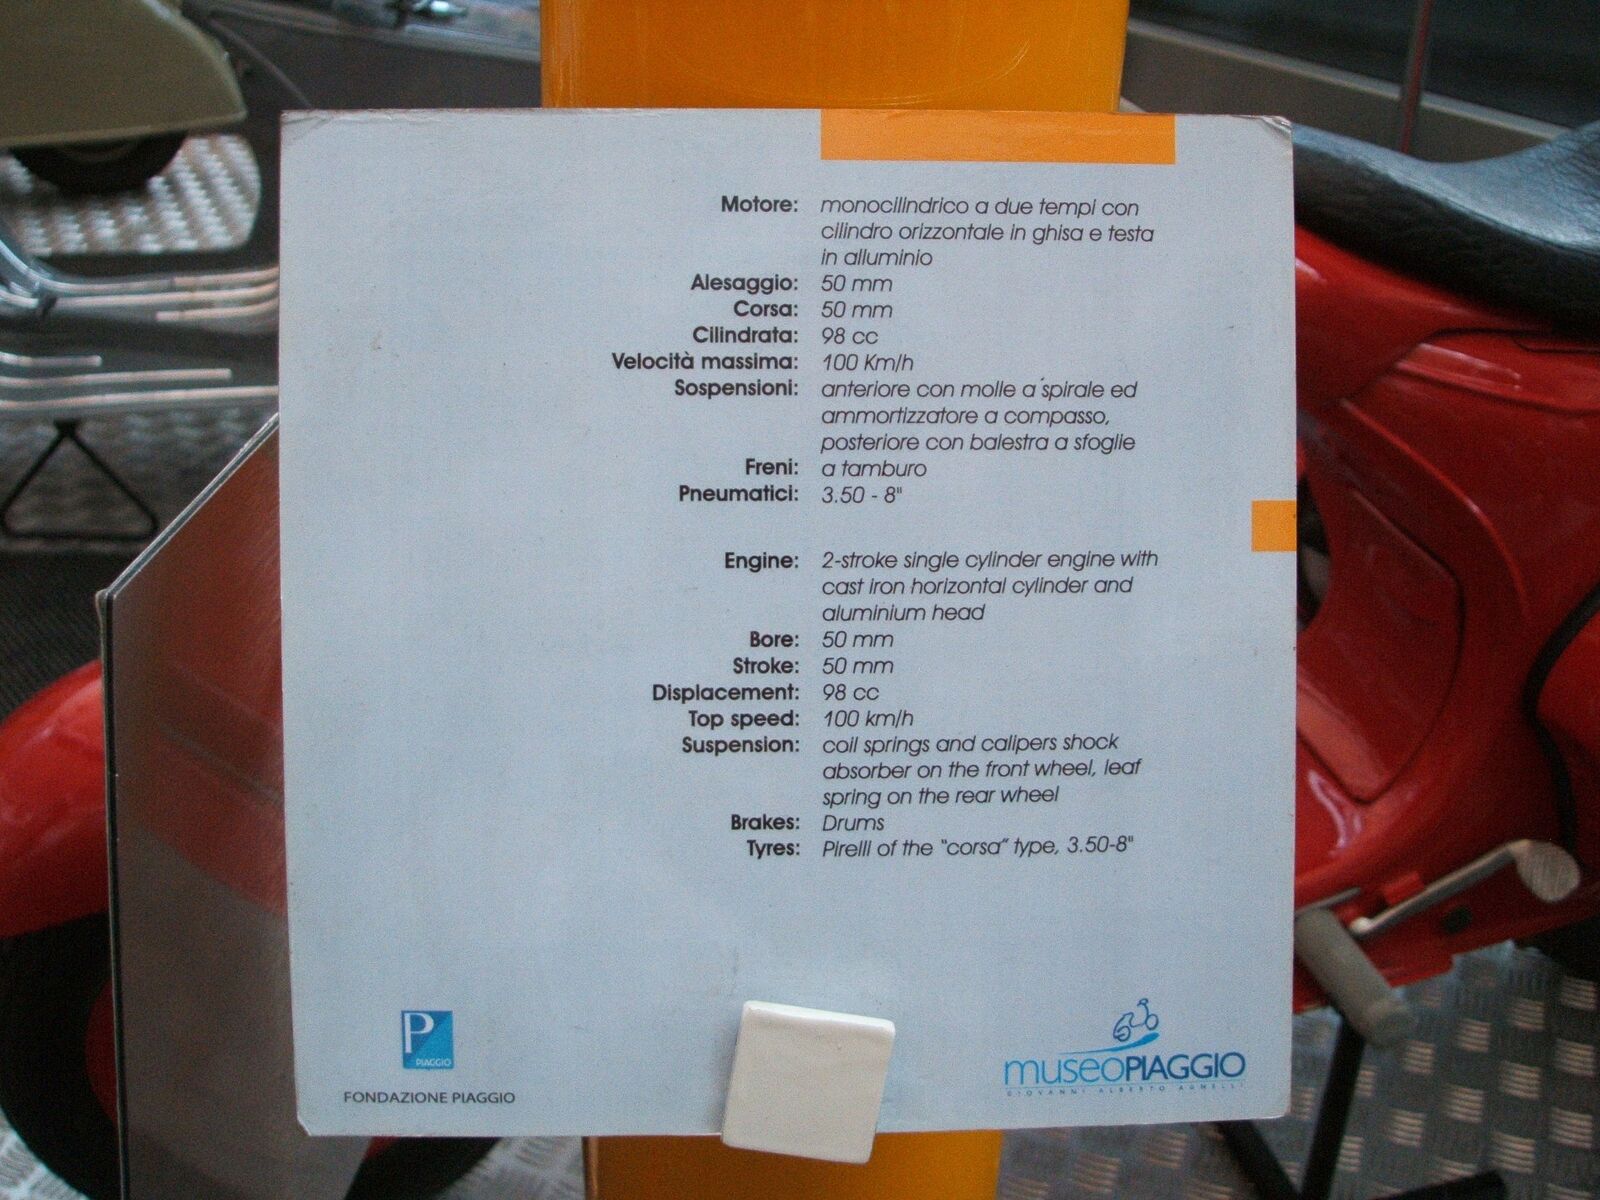 Motore: monocilindrico a due tempi con
cilindro orizzontale in ghisa e testa
in alluminio
Alesaggio: 50 mm
Corsa: 50 mm
Cilindrata: 98 cc
Velocità massima: 100 Km/h
Sospensioni: anteriore con molle a spirale ed
ammortizzatore a compasso,
posteriore con balestra a sfoglie
Freni: a tamburo
Pneumatici: 3.50 - 8"
Engine: 2-stroke single cylinder engine with
cast iron horizontal cylinder and
aluminium head
Bore: 50 mm
Stroke: 50 mm
Displacement: 98 cc
Top speed: 100 km/h
Suspension: coil springs and calipers shock
absorber on the front wheel, leaf
spring on the rear wheel
Brakes: Drums
Tyres: Pirelli of the "corsa" type, 3.50-8"
P
PIAGGIO
FONDAZIONE PIAGGIO
museoPIAGGIO
GIOVANNI ALBERTO AGNELLI